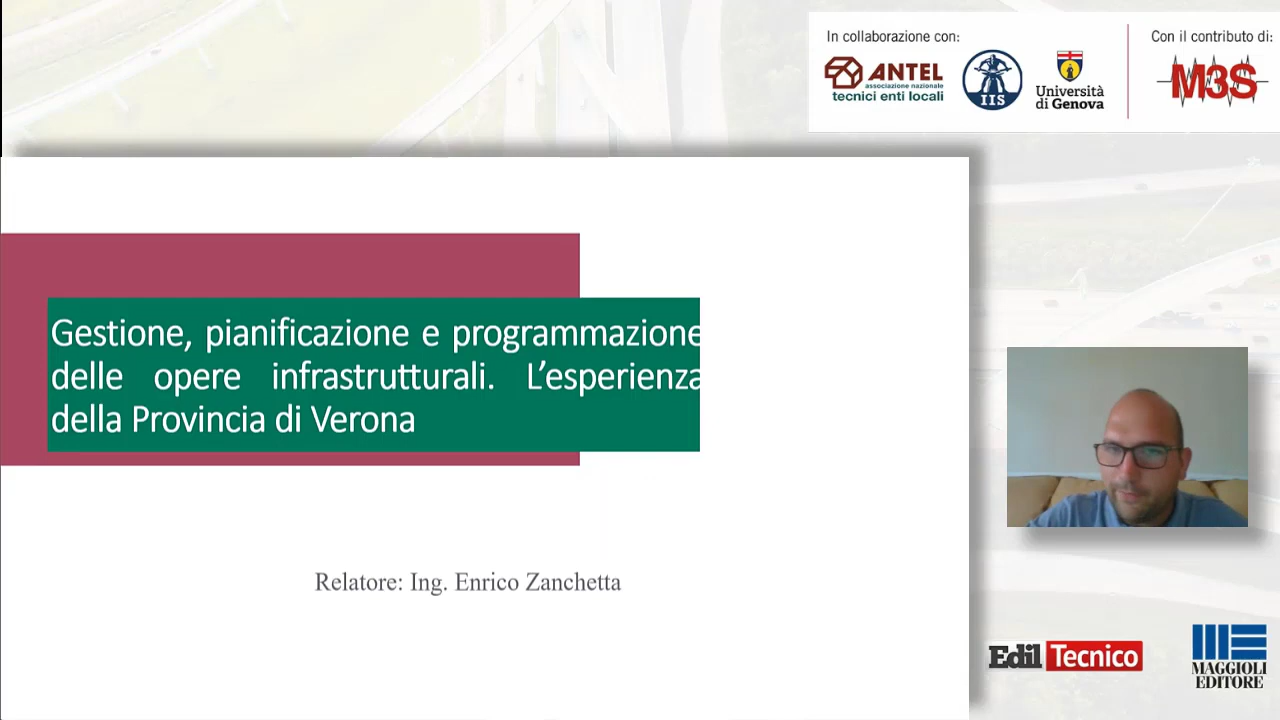 In collaborazione con:
Con il contributo di:
ANTEL
associazione nazionale
tecnici enti locali
IIS
Università
di Genova
M3S
Gestione, pianificazione e programmazione
delle opere infrastrutturali. L’esperienza
della Provincia di Verona
Relatore: Ing. Enrico Zanchetta
Edil Tecnico
MAGGIOLI
EDITORE